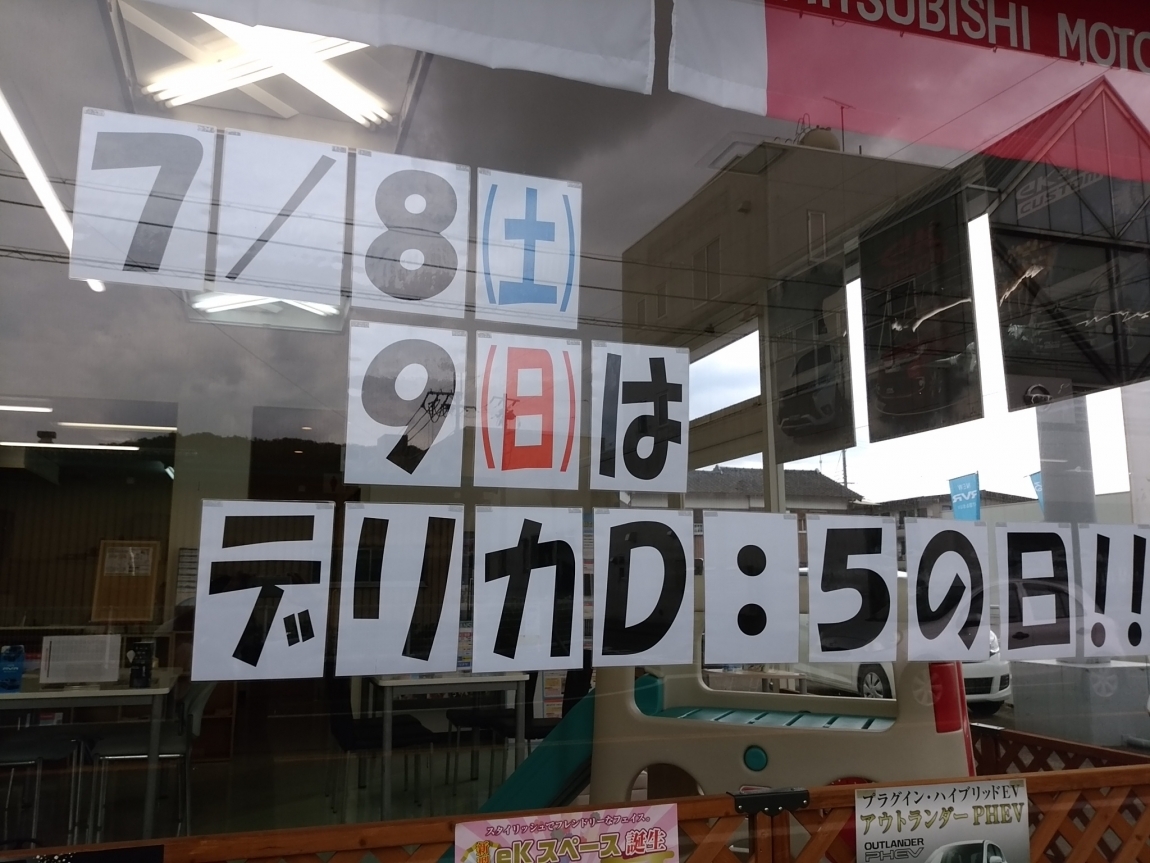 MITSUBISHI MOTO
7/8(土)
9(日)は
デリカD:5の日!!
RVR
スタイリッシュでフレンドリーなフェイス。
eKスペース誕生
プラグイン・ハイブリッドEV
アウトランダーPHEV
OUTLANDER
PHEV